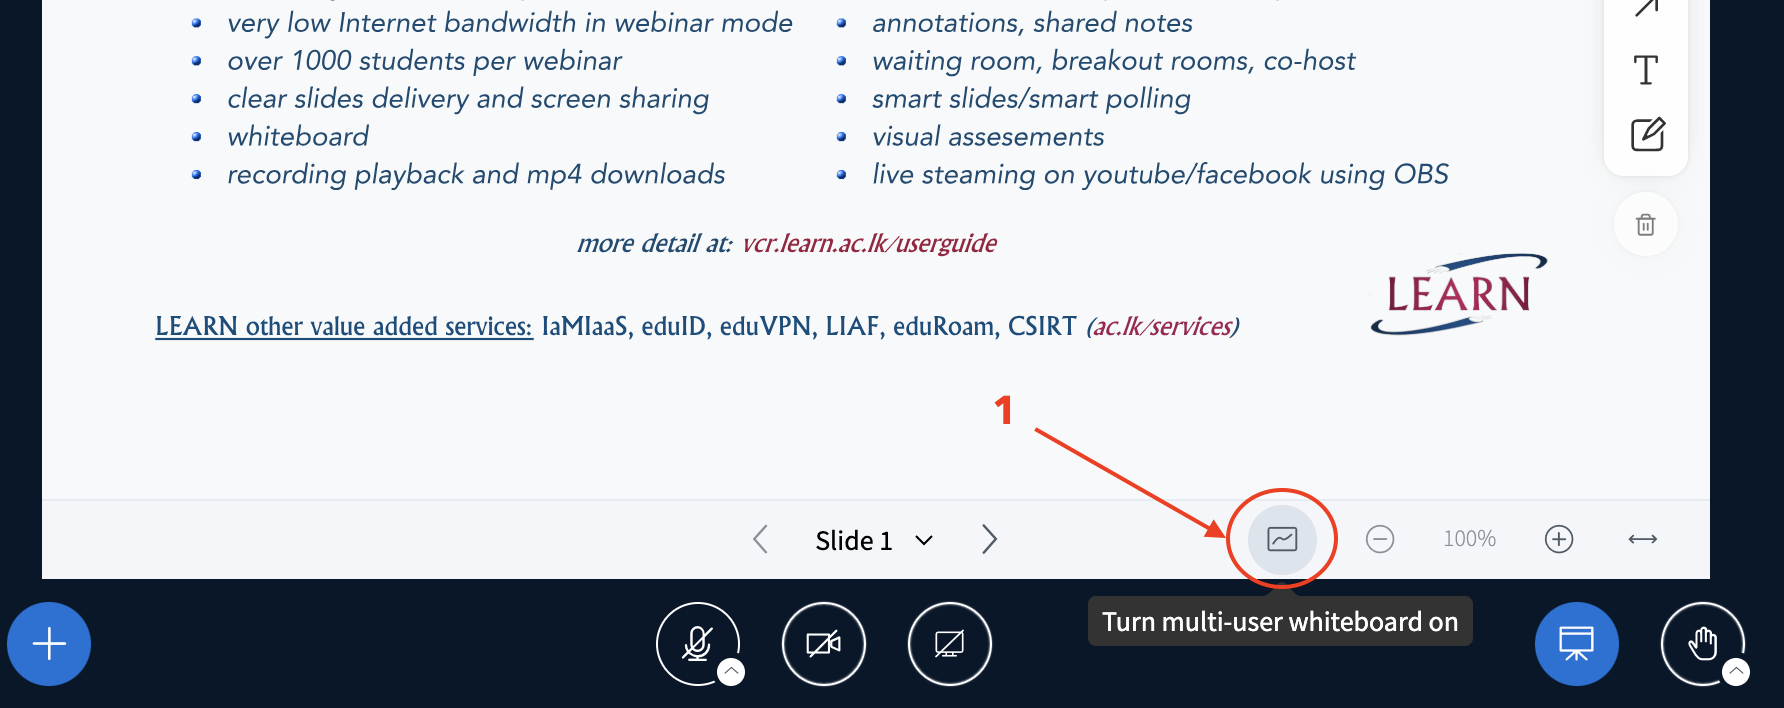 very low Internet bandwidth in webinar mode
over 1000 students per webinar
clear slides delivery and screen sharing
whiteboard
recording playback and mp4 downloads
annotations, shared notes
waiting room, breakout rooms, co-host
smart slides/smart polling
visual assesements
live steaming on youtube/facebook using OBS
T
more detail at: vcr.learn.ac.lk/userguide
LEARN
LEARN other value added services: IaMIaaS, eduID, eduVPN, LIAF, eduRoam, CSIRT (ac.lk/services)
1
Slide 1
100%
Turn multi-user whiteboard on